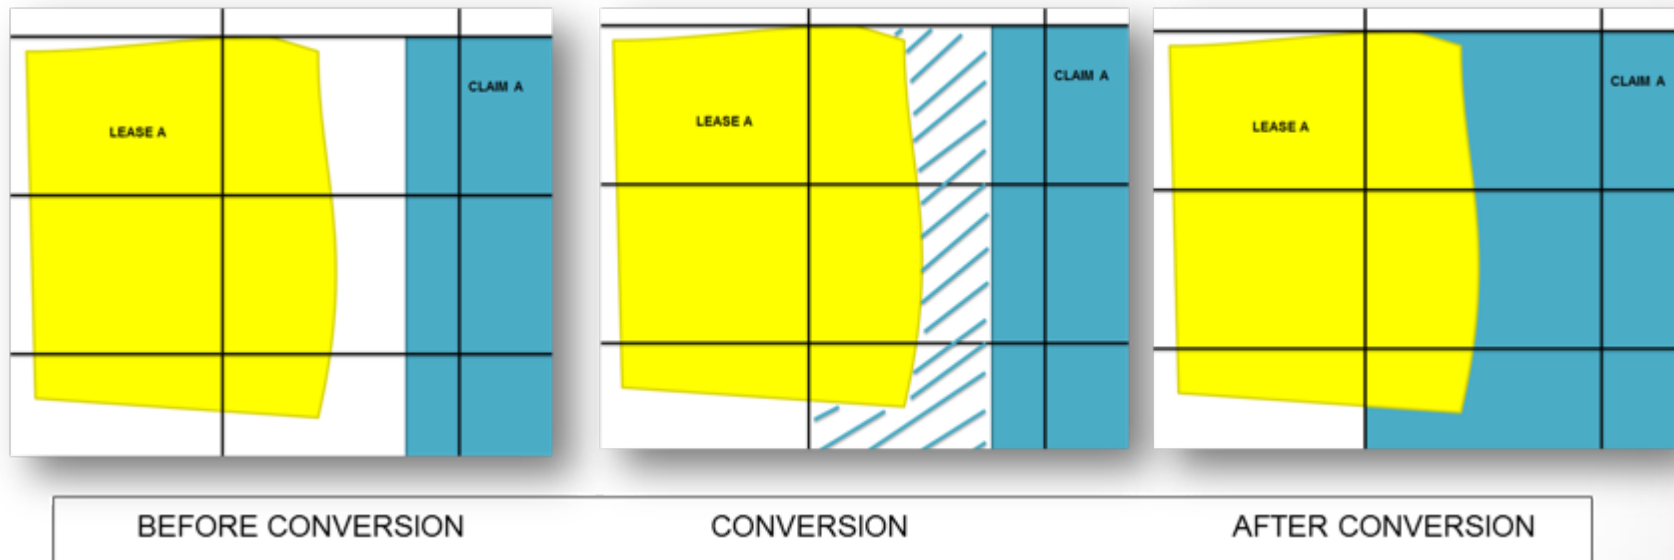 CLAIM A
LEASE A
CLAIM A
LEASE A
CLAIM A
LEASE A
BEFORE CONVERSION
CONVERSION
AFTER CONVERSION